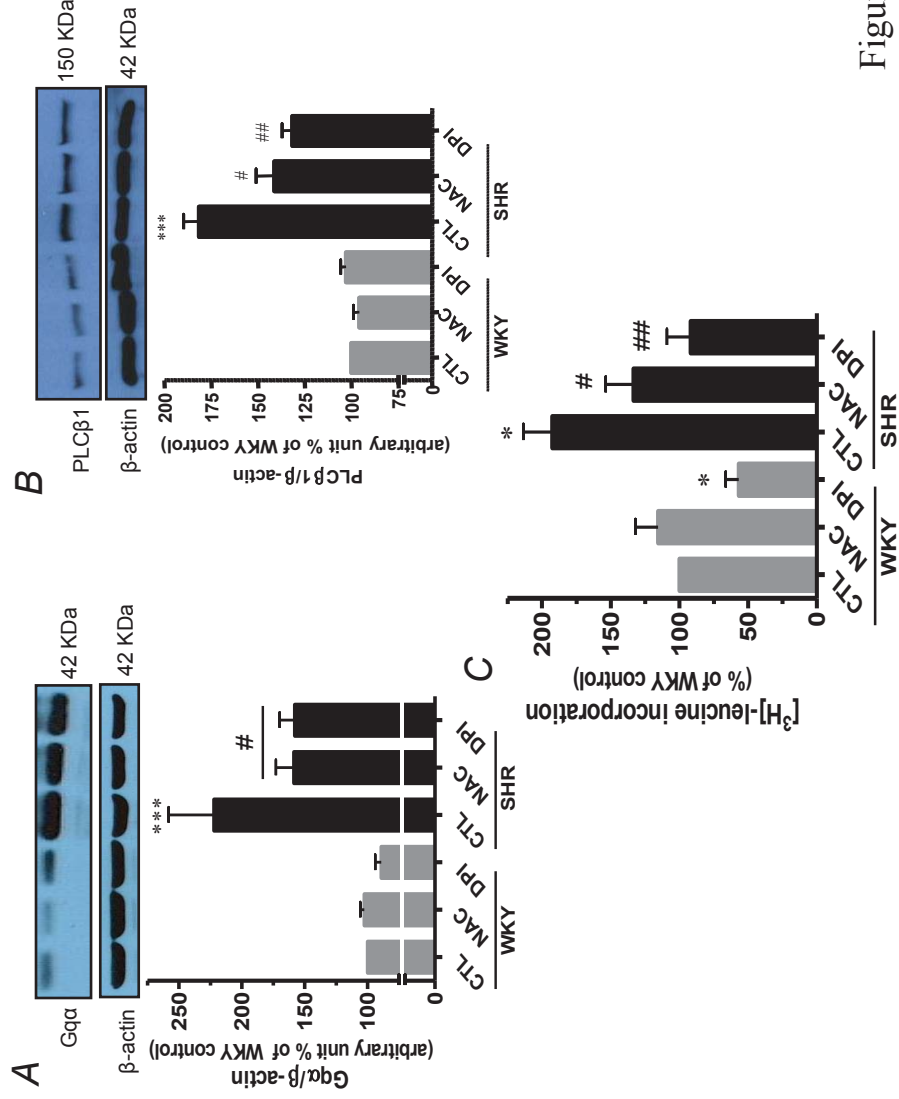 A
Gqα
42 KDa
β-actin
42 KDa
Gqα/β-actin
(arbitrary unit % of WKY control)
250
200
150
100
0
***
#
CTL
NAC
DPI
CTL
NAC
DPI
WKY
SHR
B
PLCβ1
150 KDa
β-actin
42 KDa
PLCβ1/β-actin
(arbitrary unit % of WKY control)
200
175
150
125
100
75
0
***
#
##
CTL
NAC
DPI
CTL
NAC
DPI
WKY
SHR
C
[³H]-leucine incorporation
(% of WKY control)
200
150
100
50
0
*
*
#
##
CTL
NAC
DPI
CTL
NAC
DPI
WKY
SHR
Figu